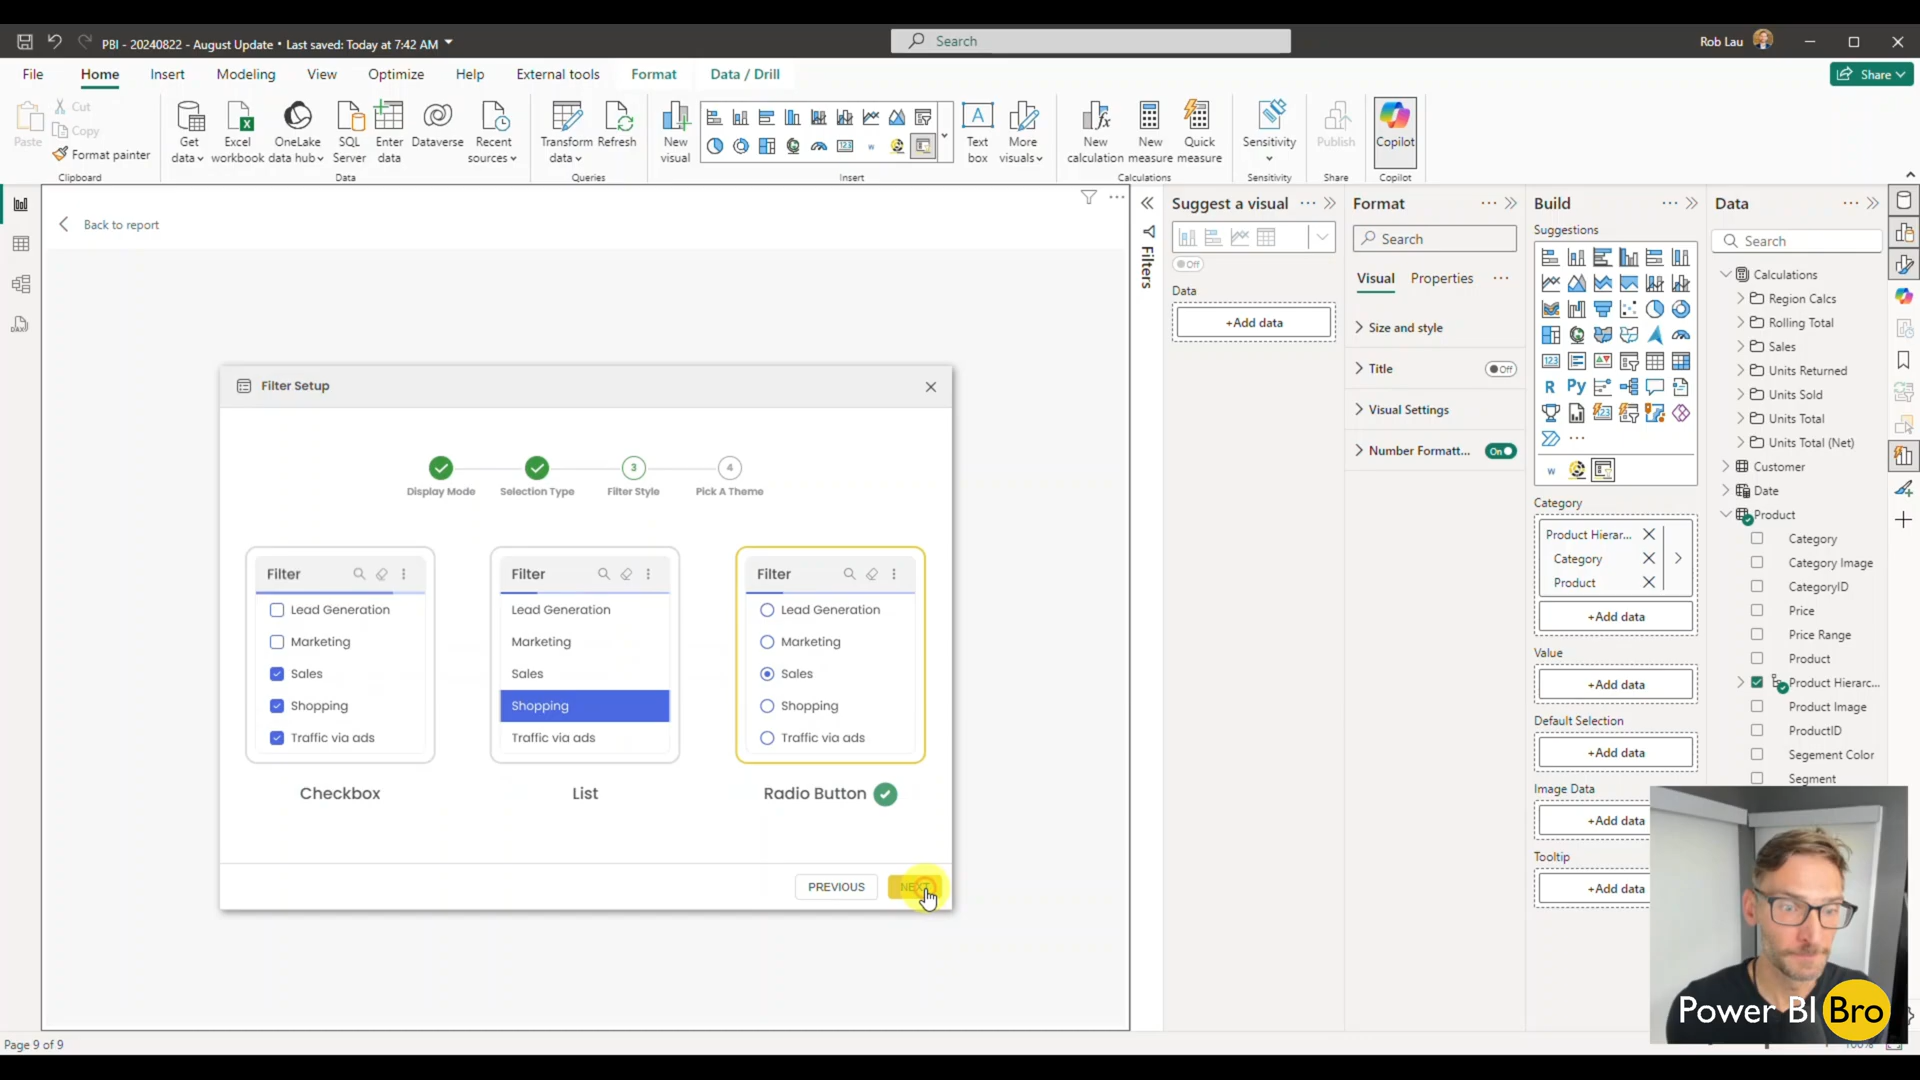 PBI - 20240822 - August Update • Last saved: Today at 7:42 AM
Search
Rob Lau
File
Home
Insert
Modeling
View
Optimize
Help
External tools
Format
Data / Drill
Share
Paste
Cut
Copy
Format painter
Clipboard
Get data
Excel workbook
OneLake data hub
SQL Server
Enter data
Dataverse
Recent sources
Data
Transform data
Refresh
Queries
New visual
Text box
More visuals
Insert
New calculation
New measure
Quick measure
Calculations
Sensitivity
Sensitivity
Publish
Share
Copilot
Copilot
Back to report
Filter Setup
3
4
Display Mode
Selection Type
Filter Style
Pick A Theme
Filter
Lead Generation
Marketing
Sales
Shopping
Traffic via ads
Checkbox
Filter
Lead Generation
Marketing
Sales
Shopping
Traffic via ads
List
Filter
Lead Generation
Marketing
Sales
Shopping
Traffic via ads
Radio Button
PREVIOUS
NEXT
Filters
Suggest a visual
Off
Data
+Add data
Format
Search
Visual
Properties
Size and style
Title
Off
Visual Settings
Number Formatt...
On
Build
Suggestions
R
Py
Category
Product Hierar...
Category
Product
+Add data
Value
+Add data
Default Selection
+Add data
Image Data
+Add data
Tooltip
+Add data
Data
Search
Calculations
Region Calcs
Rolling Total
Sales
Units Returned
Units Sold
Units Total
Units Total (Net)
Customer
Date
Product
Category
Category Image
CategoryID
Price
Price Range
Product
Product Hierarc...
Product Image
ProductID
Segement Color
Segment
Power BI Bro
Page 9 of 9